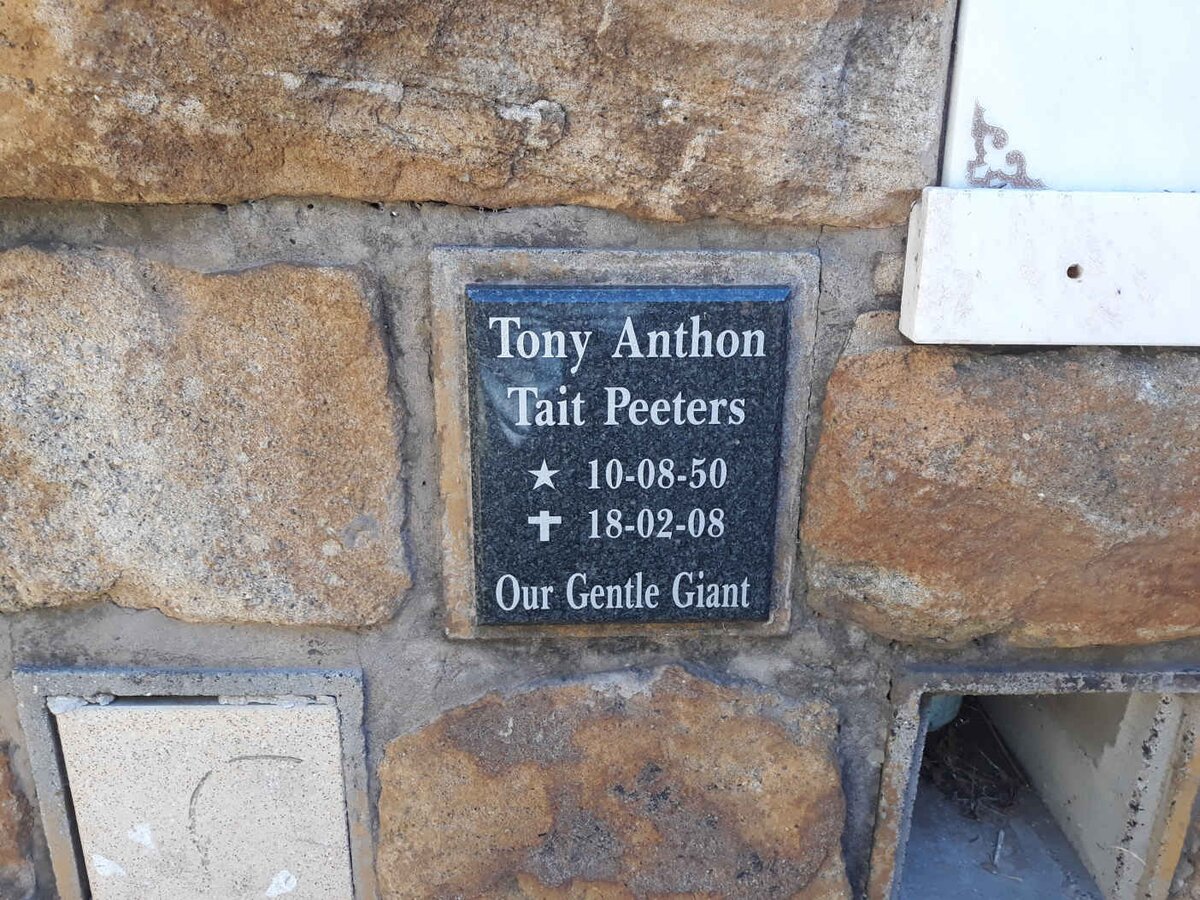 Tony Anthon
Tait Peeters
★ 10-08-50
✝ 18-02-08
Our Gentle Giant